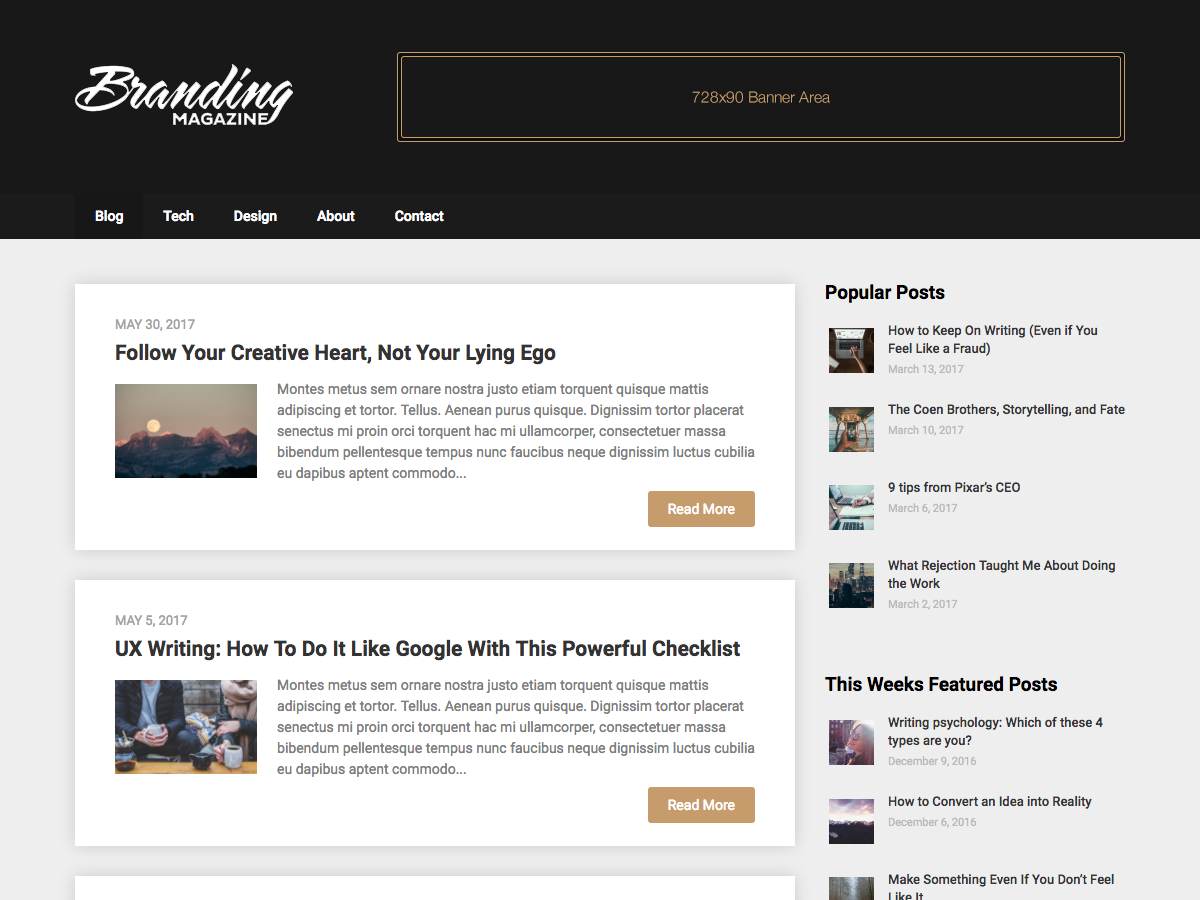 Branding
MAGAZINE
728x90 Banner Area
Blog
Tech
Design
About
Contact
MAY 30, 2017
Follow Your Creative Heart, Not Your Lying Ego
Montes metus sem ornare nostra justo etiam torquent quisque mattis
adipiscing et tortor. Tellus. Aenean purus quisque. Dignissim tortor placerat
senectus mi proin orci torquent hac mi ullamcorper, consectetuer massa
bibendum pellentesque tempus nunc faucibus neque dignissim luctus cubilia
eu dapibus aptent commodo...
Read More
MAY 5, 2017
UX Writing: How To Do It Like Google With This Powerful Checklist
Montes metus sem ornare nostra justo etiam torquent quisque mattis
adipiscing et tortor. Tellus. Aenean purus quisque. Dignissim tortor placerat
senectus mi proin orci torquent hac mi ullamcorper, consectetuer massa
bibendum pellentesque tempus nunc faucibus neque dignissim luctus cubilia
eu dapibus aptent commodo...
Read More
Popular Posts
How to Keep On Writing (Even if You
Feel Like a Fraud)
March 13, 2017
The Coen Brothers, Storytelling, and Fate
March 10, 2017
9 tips from Pixar’s CEO
March 6, 2017
What Rejection Taught Me About Doing
the Work
March 2, 2017
This Weeks Featured Posts
Writing psychology: Which of these 4
types are you?
December 9, 2016
How to Convert an Idea into Reality
December 6, 2016
Make Something Even If You Don’t Feel
Like It